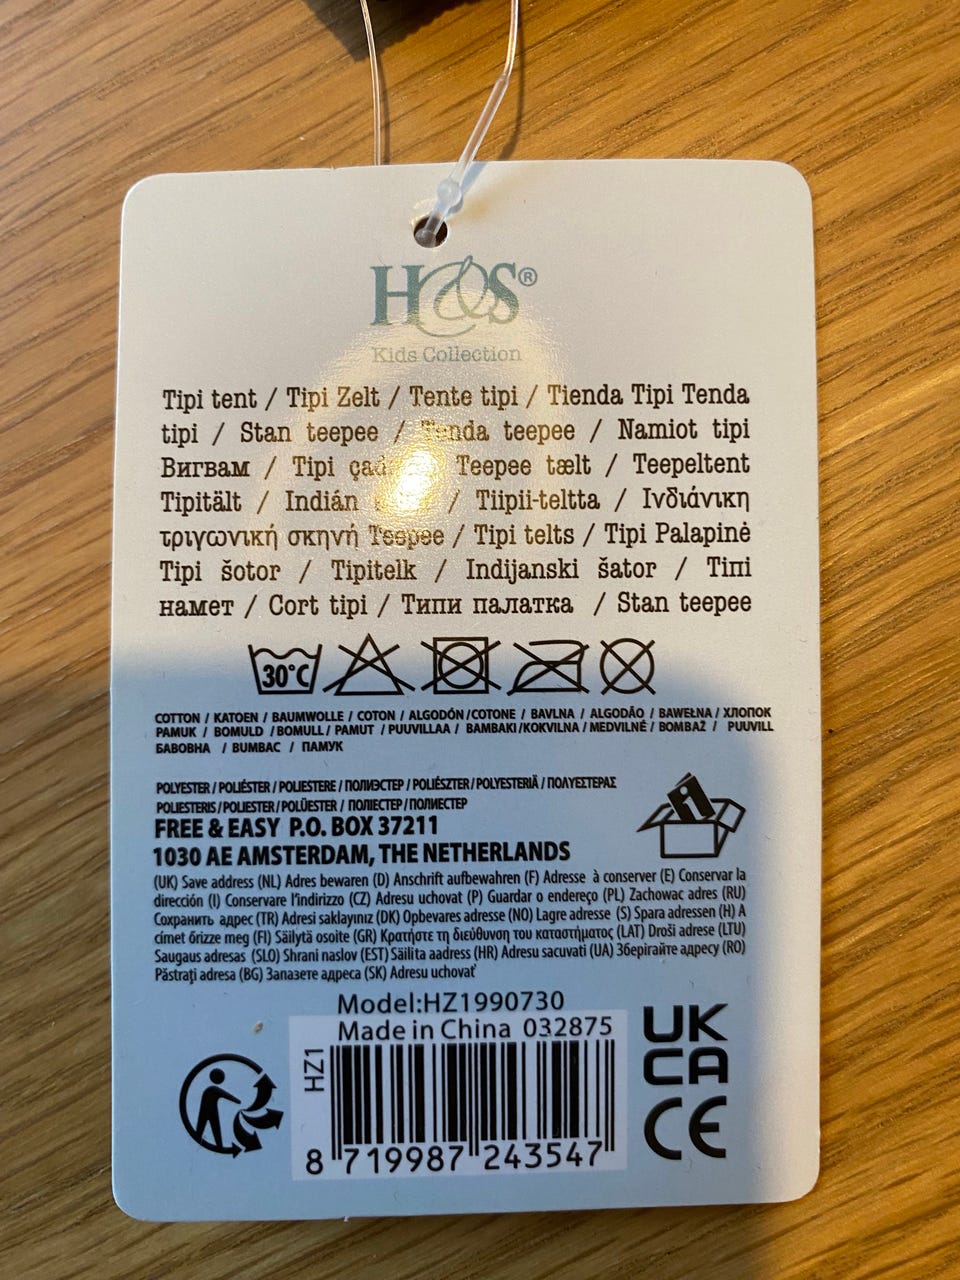 H&S®
Kids Collection
Tipi tent / Tipi Zelt / Tente tipi / Tienda Tipi Tenda
tipi / Stan teepee / Tenda teepee / Namiot tipi
Вигвам / Tipi / Teepee tælt / Teepeltent
Tipitält / Indián / Tiipii-teltta / Ινδιάνικη
τριγωνική σκηνή Teepee / Tipi telts / Tipi Palapinė
Tipi šotor / Tipitelk / Indijanski šator / Тіпі
намет / Cort tipi / Типи палатка / Stan teepee
30°C
COTTON / KATOEN / BAUMWOLLE / COTON / ALGODÓN /COTONE / BAVLNA / ALGODÃO / BAWEŁNA / ХЛОПОК
PAMUK / BOMULD /BOMULL/ PAMUT /PUUVILLAA / BAMBAKI/KOKVILNA/MEDVILNĖ/ BOMBAŽ / PUUVILL
БАВОВНА / BUMBAC / ПАМУК
POLYESTER / POLIÉSTER/ POLIESTERE / ПОЛИЭСТЕР / POLIÉSZTER/POLYESTERIÄ / ΠΟΛΥΕΣΤΕΡΑΣ
POLIESTERIS/POLIESTER/POLÜESTER / ПОЛІЕСТЕР/ПОЛИЕСТЕР
FREE & EASY P.O. BOX 37211
1030 AE AMSTERDAM, THE NETHERLANDS
(UK) Save address (NL) Adres bewaren (D) Anschrift aufbewahren (F) Adresse à conserver (E) Conservar la
dirección (I) Conservare l'indirizzo (CZ) Adresu uchovat (P) Guardar o endereço (PL) Zachowac adres (RU)
Сохранить адрес (TR) Adresi saklayınız (DK) Opbevares adresse (NO) Lagre adresse (S) Spara adressen (H) A
címet őrizze meg (FI) Säilytä osoite (GR) Κρατήστε τη διεύθυνση του καταστήματος (LAT) Droši adrese (LTU)
Saugaus adresas (SLO) Shrani naslov (EST) Säilita aadress (HR) Adresu sacuvati (UA) Зберігайте адресу (RO)
Păstrați adresa (BG) Запазете адреса (SK) Adresu uchovať
Model:HZ1990730
Made in China 032875
HZ1
8 719987 243547
UK
CA
CE